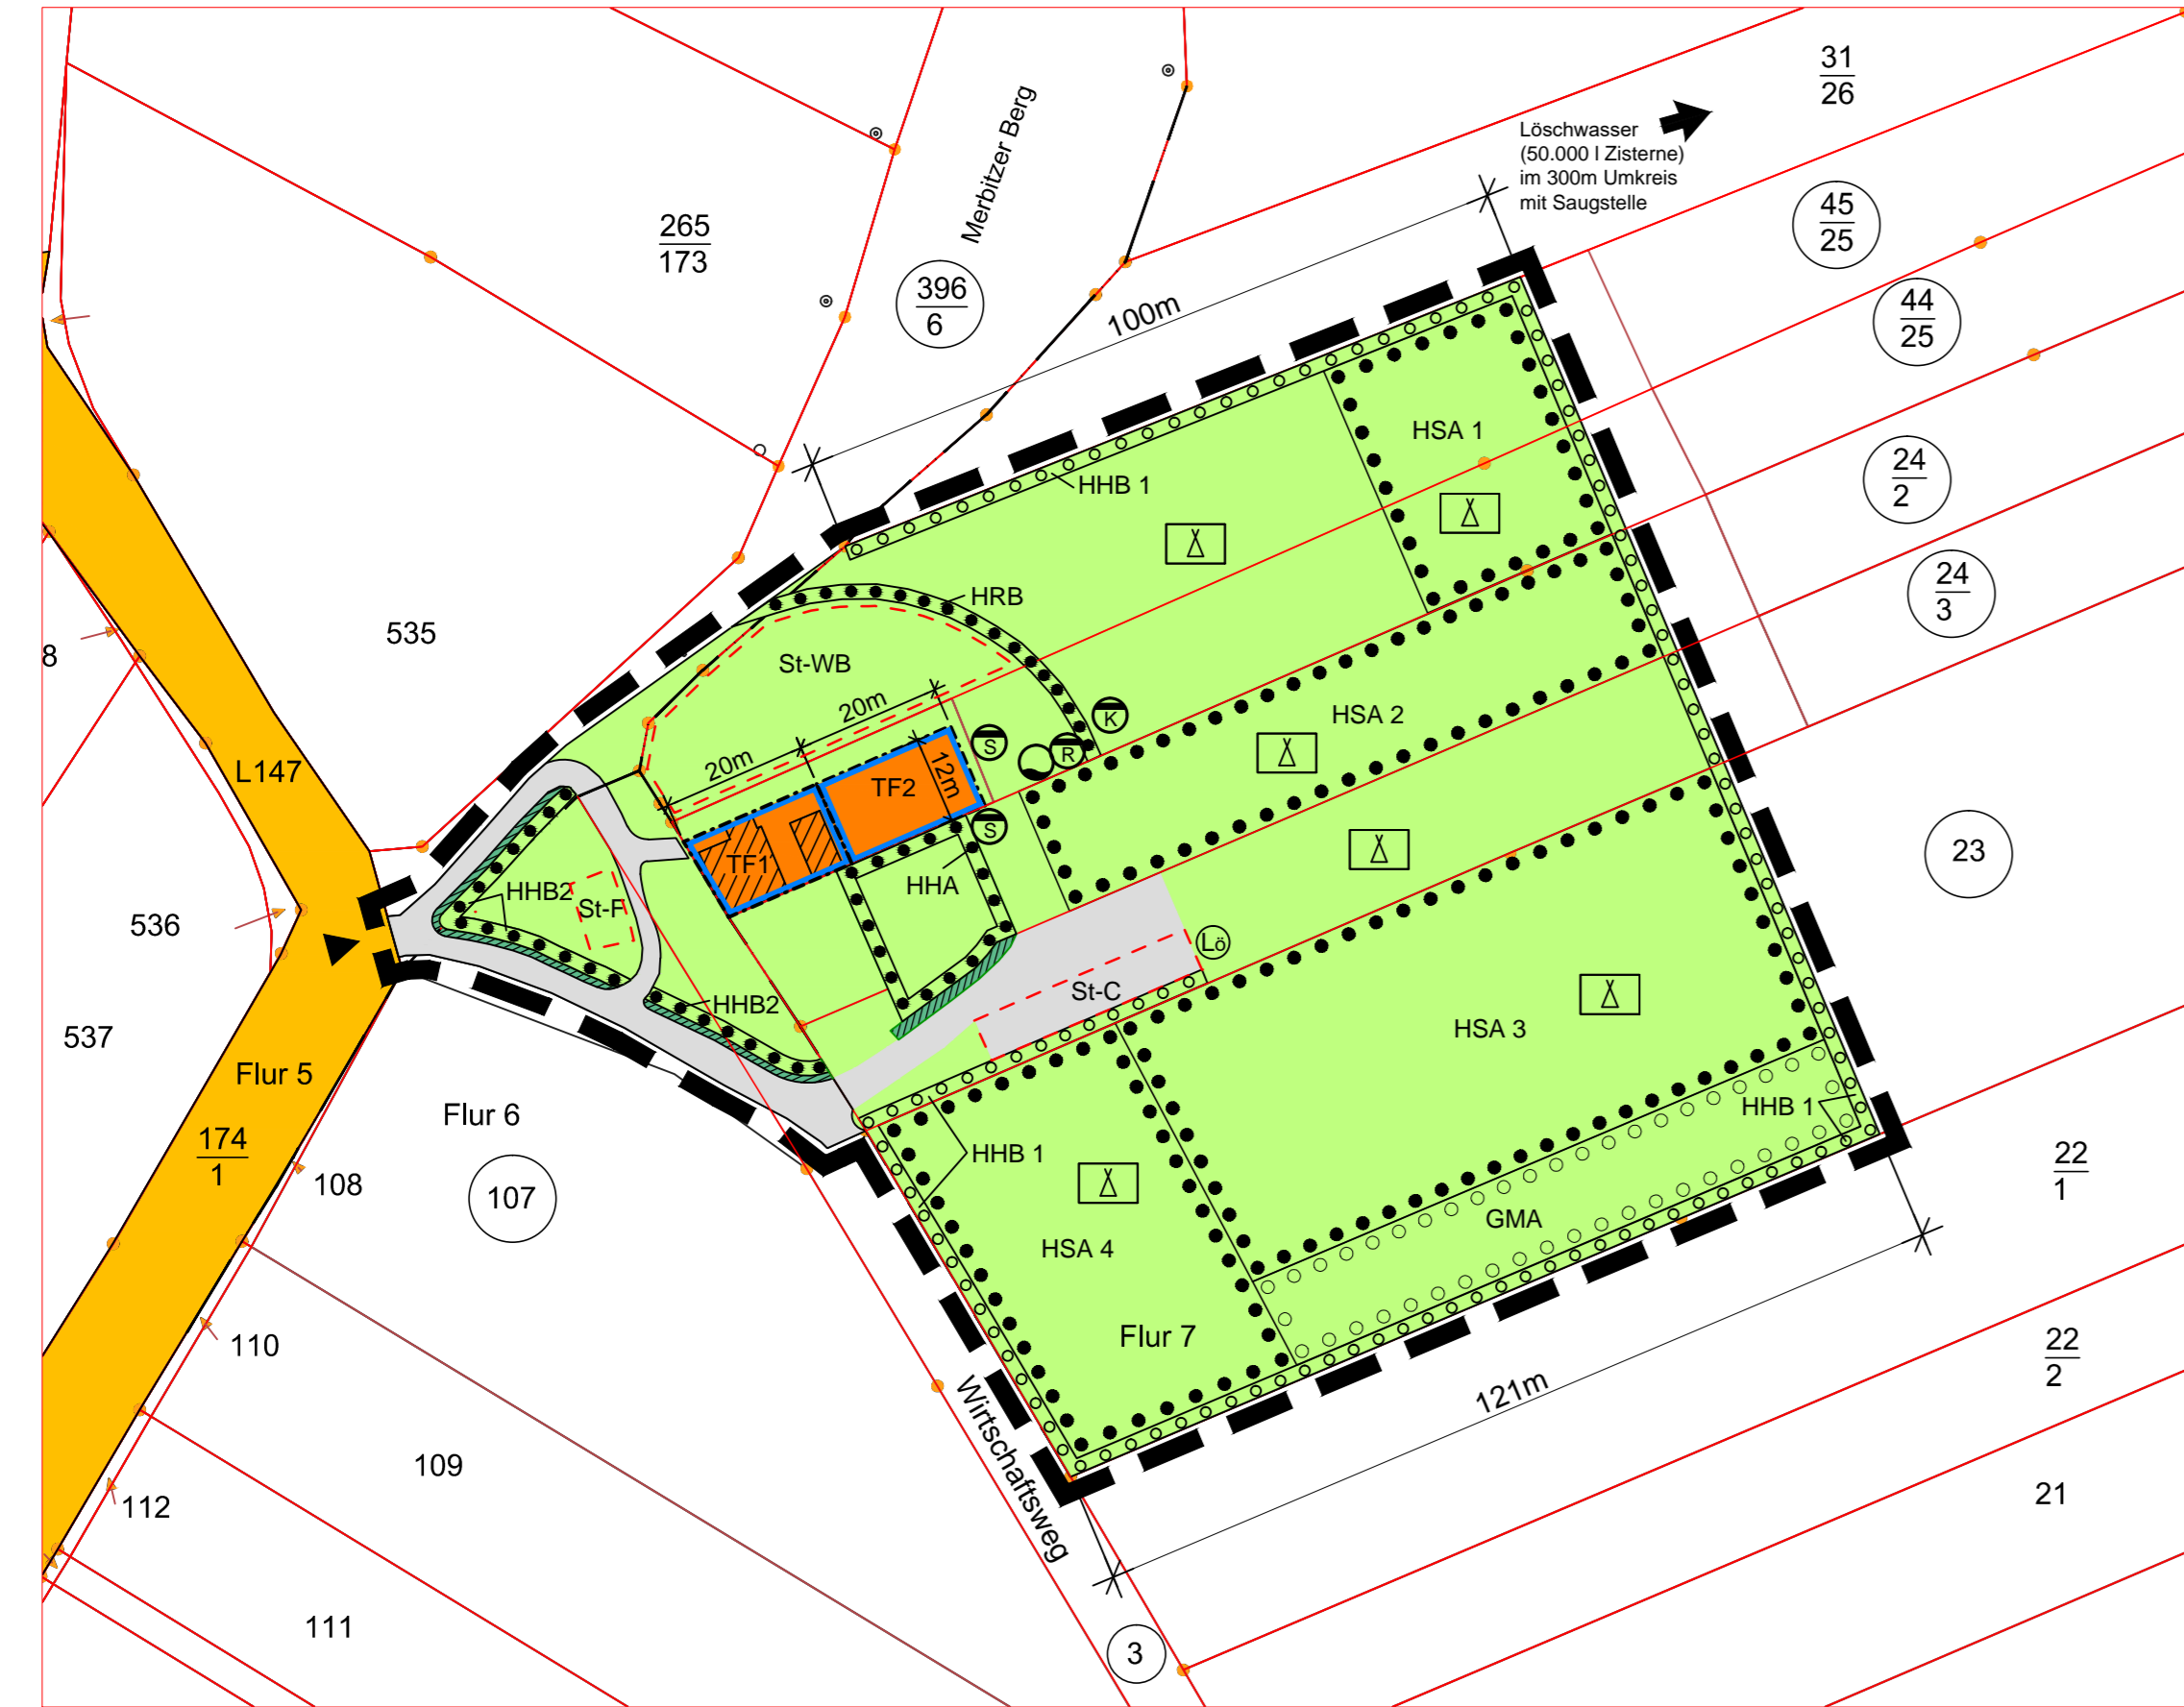 31
26
Löschwasser
(50.000 l Zisterne)
im 300m Umkreis
mit Saugstelle
Merbitzer Berg
265
173
45
25
396
6
100m
44
25
HSA 1
24
2
HHB 1
24
3
HRB
535
8
St-WB
20m
HSA 2
K
S
R
L147
20m
12m
TF2
S
TF1
23
HHA
HHB2
St-F
536
Lö
St-C
HHB2
HSA 3
537
Flur 5
Flur 6
HHB 1
174
1
HHB 1
22
1
108
107
GMA
HSA 4
Flur 7
110
22
2
121m
Wirtschaftsweg
109
112
21
111
3